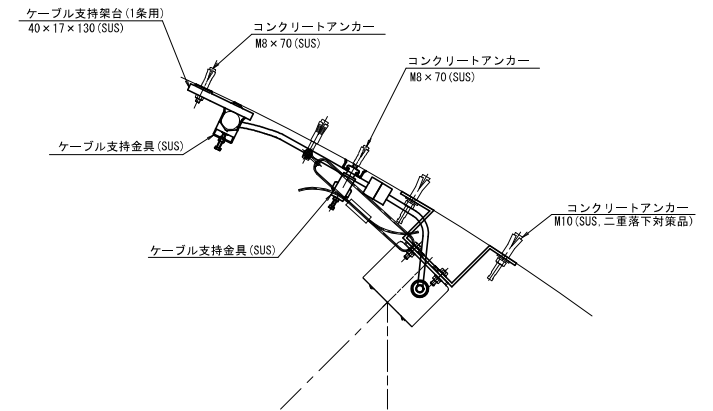 ケーブル支持架台(1条用)
40×17×130(SUS)
コンクリートアンカー
M8×70(SUS)
コンクリートアンカー
M8×70(SUS)
ケーブル支持金具(SUS)
ケーブル支持金具(SUS)
コンクリートアンカー
M10(SUS,二重落下対策品)